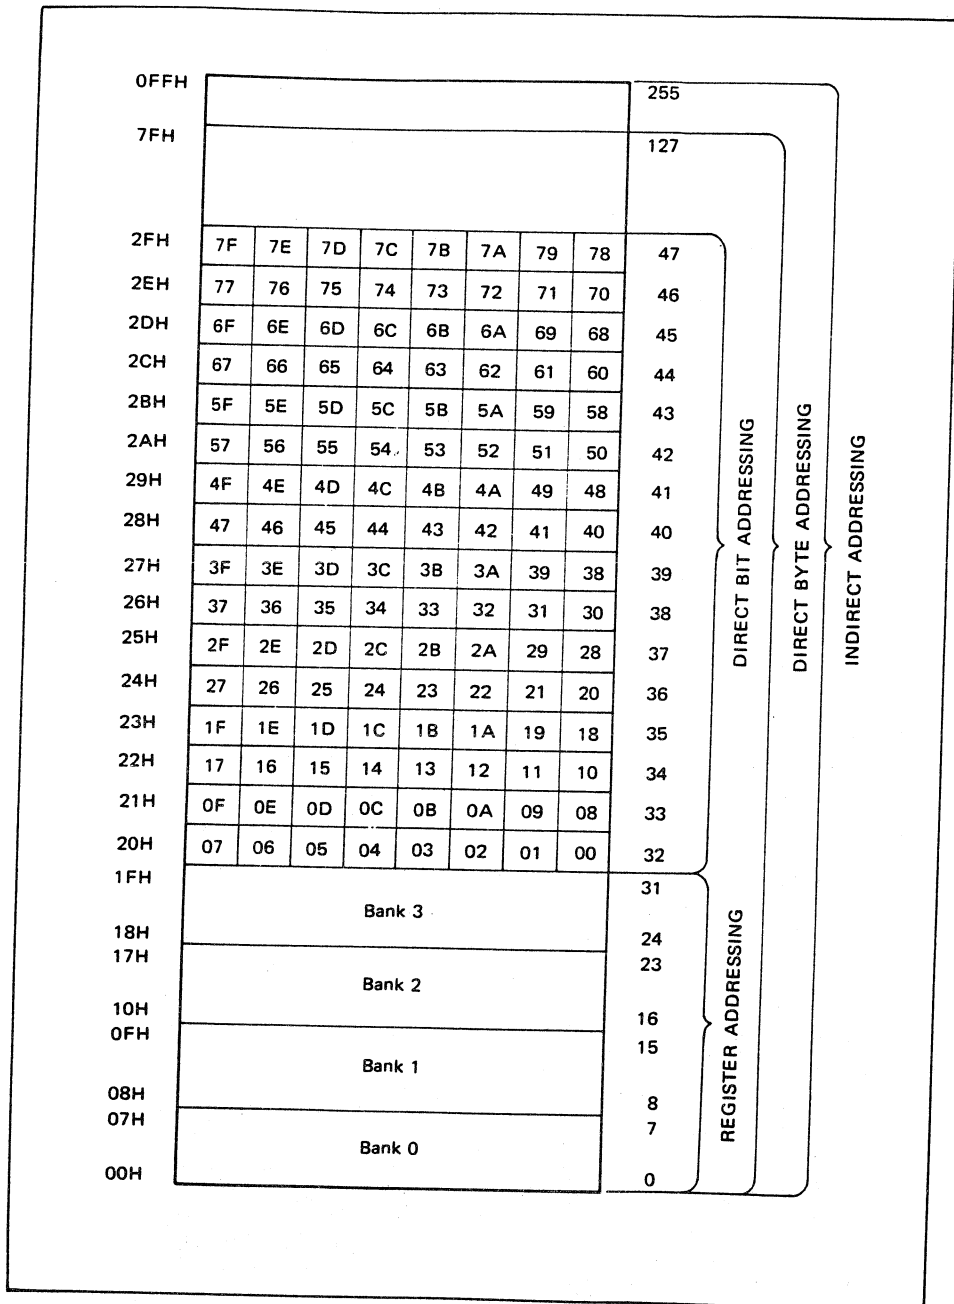 0FFH 255
7FH 127
2FH 7F 7E 7D 7C 7B 7A 79 78 47
2EH 77 76 75 74 73 72 71 70 46
2DH 6F 6E 6D 6C 6B 6A 69 68 45
2CH 67 66 65 64 63 62 61 60 44
2BH 5F 5E 5D 5C 5B 5A 59 58 43
2AH 57 56 55 54 53 52 51 50 42
29H 4F 4E 4D 4C 4B 4A 49 48 41
28H 47 46 45 44 43 42 41 40 40
27H 3F 3E 3D 3C 3B 3A 39 38 39
26H 37 36 35 34 33 32 31 30 38
25H 2F 2E 2D 2C 2B 2A 29 28 37
24H 27 26 25 24 23 22 21 20 36
23H 1F 1E 1D 1C 1B 1A 19 18 35
22H 17 16 15 14 13 12 11 10 34
21H 0F 0E 0D 0C 0B 0A 09 08 33
20H 07 06 05 04 03 02 01 00 32
1FH 31
Bank 3
18H 24
17H 23
Bank 2
10H 16
0FH 15
Bank 1
08H 8
07H 7
Bank 0
00H 0
DIRECT BIT ADDRESSING
REGISTER ADDRESSING
DIRECT BYTE ADDRESSING
INDIRECT ADDRESSING